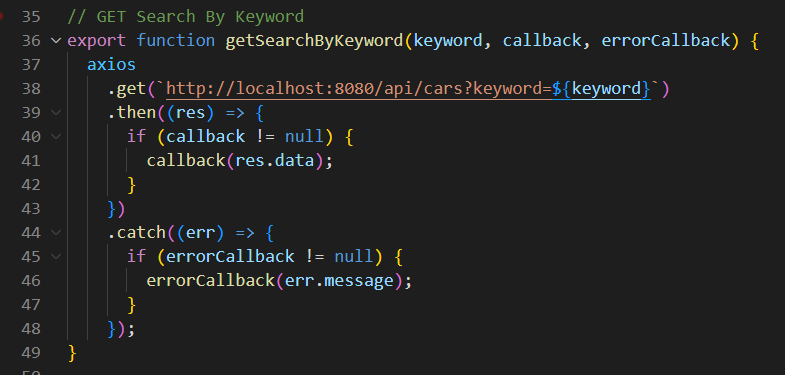 35 // GET Search By Keyword
36 export function getSearchByKeyword(keyword, callback, errorCallback) {
37   axios
38     .get(`http://localhost:8080/api/cars?keyword=${keyword}`)
39     .then((res) => {
40       if (callback != null) {
41         callback(res.data);
42       }
43     })
44     .catch((err) => {
45       if (errorCallback != null) {
46         errorCallback(err.message);
47       }
48     });
49 }